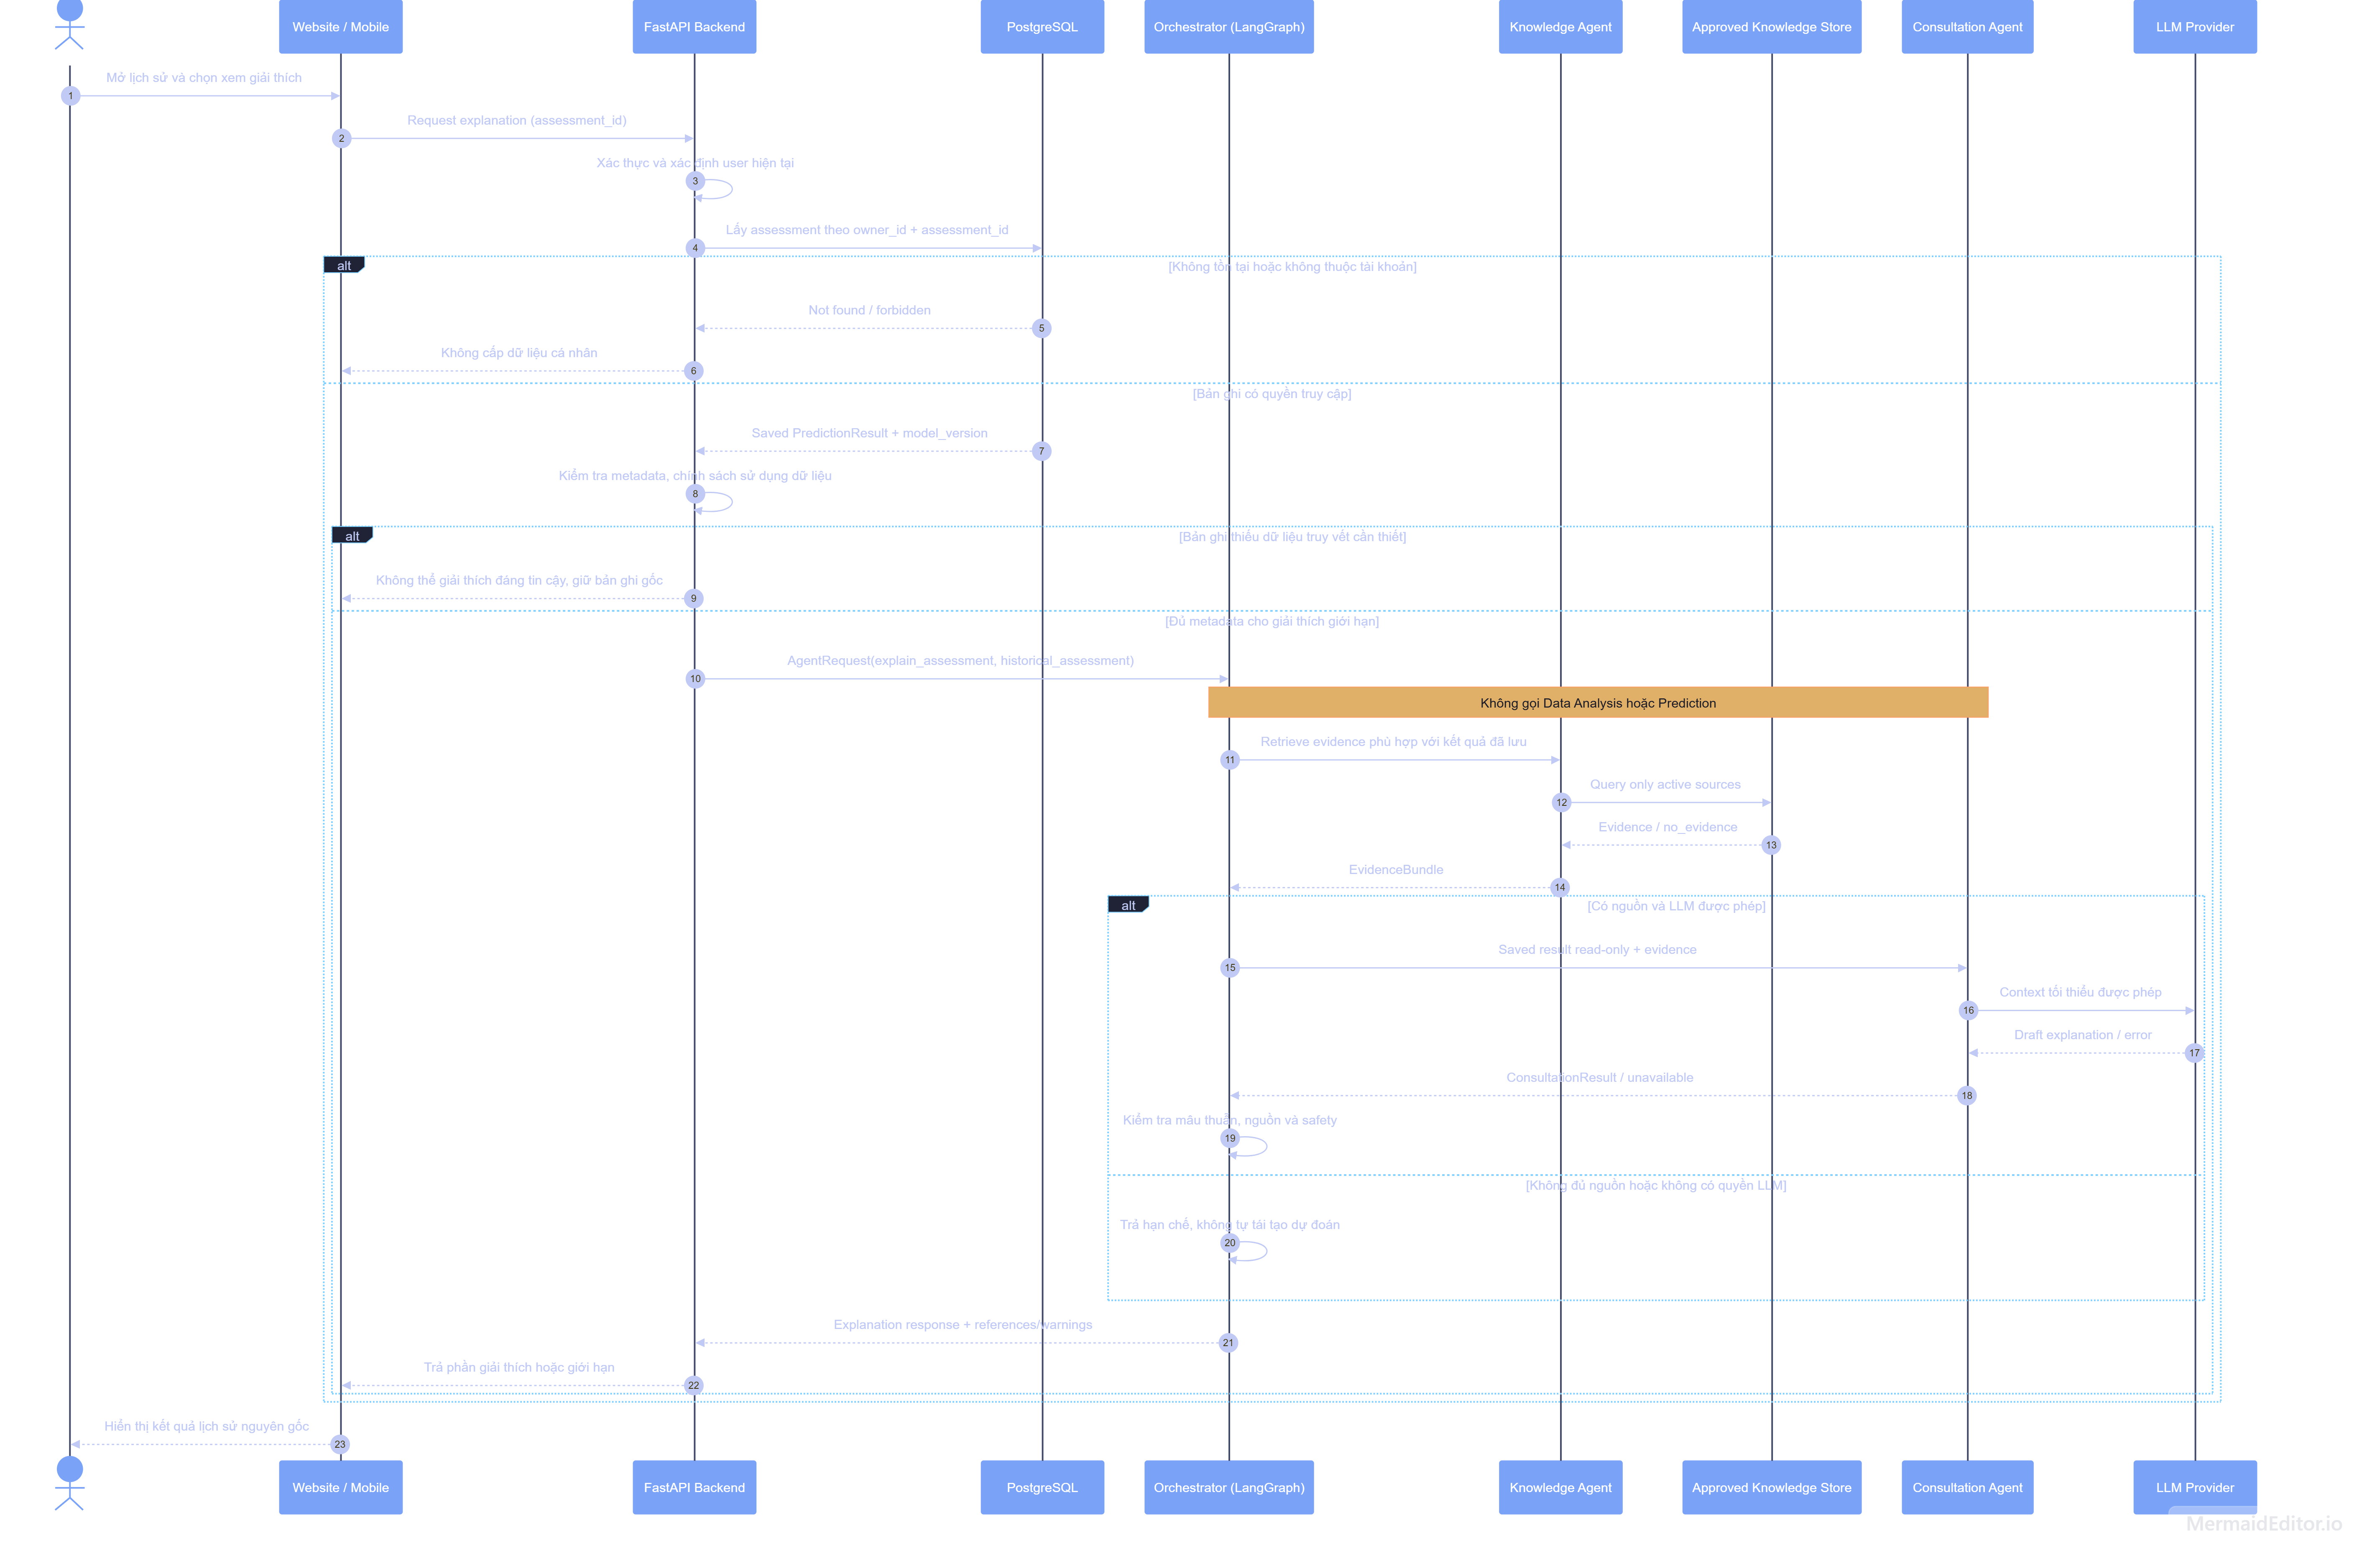 Website / Mobile
FastAPI Backend
PostgreSQL
Orchestrator (LangGraph)
Knowledge Agent
Approved Knowledge Store
Consultation Agent
LLM Provider
Mở lịch sử và chọn xem giải thích
1
Request explanation (assessment_id)
2
Xác thực và xác định user hiện tại
3
Lấy assessment theo owner_id + assessment_id
4
alt
[Không tồn tại hoặc không thuộc tài khoản]
Not found / forbidden
5
Không cấp dữ liệu cá nhân
6
[Bản ghi có quyền truy cập]
Saved PredictionResult + model_version
7
Kiểm tra metadata, chính sách sử dụng dữ liệu
8
alt
[Bản ghi thiếu dữ liệu truy vết cần thiết]
Không thể giải thích đáng tin cậy, giữ bản ghi gốc
9
[Đủ metadata cho giải thích giới hạn]
AgentRequest(explain_assessment, historical_assessment)
10
Không gọi Data Analysis hoặc Prediction
Retrieve evidence phù hợp với kết quả đã lưu
11
Query only active sources
12
Evidence / no_evidence
13
EvidenceBundle
14
alt
[Có nguồn và LLM được phép]
Saved result read-only + evidence
15
Context tối thiểu được phép
16
Draft explanation / error
17
ConsultationResult / unavailable
18
Kiểm tra mâu thuẫn, nguồn và safety
19
[Không đủ nguồn hoặc không có quyền LLM]
Trả hạn chế, không tự tái tạo dự đoán
20
Explanation response + references/warnings
21
Trả phần giải thích hoặc giới hạn
22
Hiển thị kết quả lịch sử nguyên gốc
23
Website / Mobile
FastAPI Backend
PostgreSQL
Orchestrator (LangGraph)
Knowledge Agent
Approved Knowledge Store
Consultation Agent
LLM Provider
MermaidEditor.io